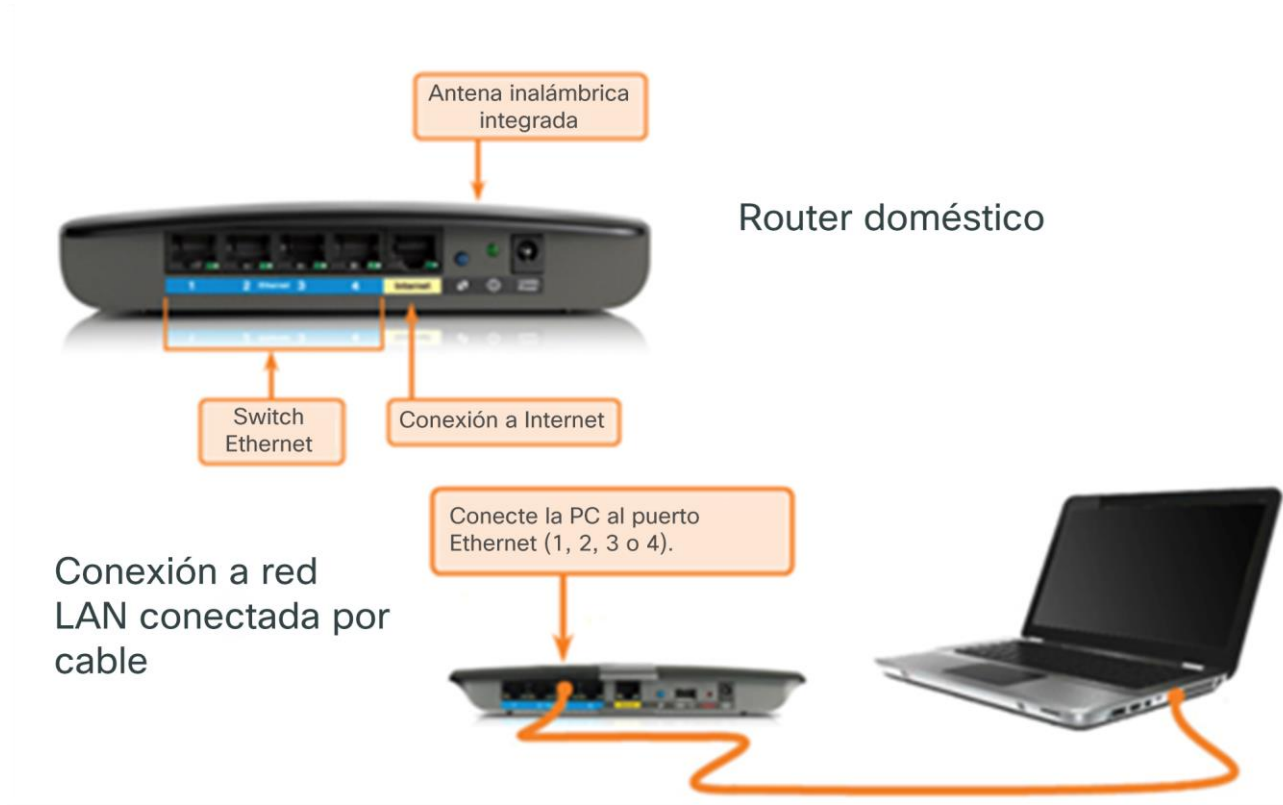 Antena inalámbrica
integrada
Router doméstico
1 2 Ethernet 3 4 Internet
Switch
Ethernet
Conexión a Internet
Conecte la PC al puerto
Ethernet (1, 2, 3 o 4).
Conexión a red
LAN conectada por
cable